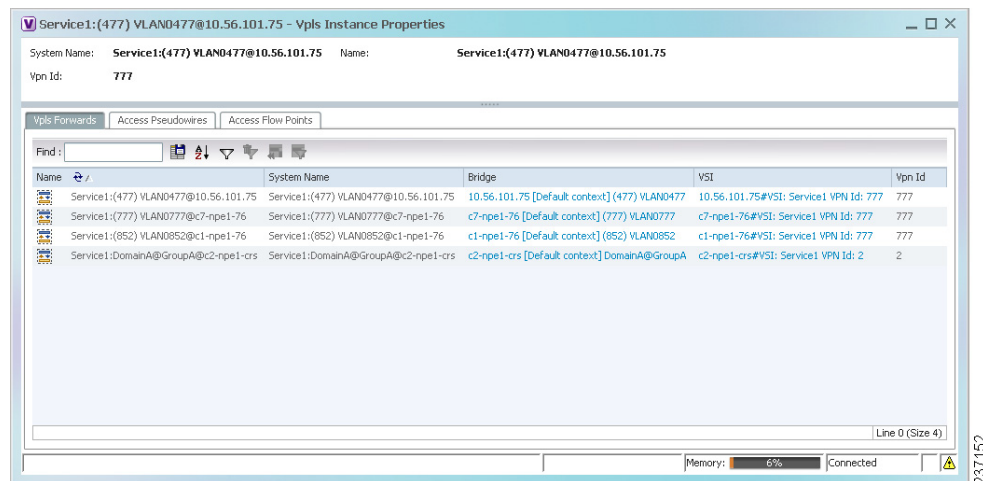 V Service1:(477) VLAN0477@10.56.101.75 - Vpls Instance Properties
System Name: Service1:(477) VLAN0477@10.56.101.75 Name: Service1:(477) VLAN0477@10.56.101.75
Vpn Id: 777
Vpls Forwards Access Pseudowires Access Flow Points
Find :
Name System Name Bridge VSI Vpn Id
Service1:(477) VLAN0477@10.56.101.75 Service1:(477) VLAN0477@10.56.101.75 10.56.101.75 [Default context] (477) VLAN0477 10.56.101.75#VSI: Service1 VPN Id: 777 777
Service1:(777) VLAN0777@c7-npe1-76 Service1:(777) VLAN0777@c7-npe1-76 c7-npe1-76 [Default context] (777) VLAN0777 c7-npe1-76#VSI: Service1 VPN Id: 777 777
Service1:(852) VLAN0852@c1-npe1-76 Service1:(852) VLAN0852@c1-npe1-76 c1-npe1-76 [Default context] (852) VLAN0852 c1-npe1-76#VSI: Service1 VPN Id: 777 777
Service1:DomainA@GroupA@c2-npe1-crs Service1:DomainA@GroupA@c2-npe1-crs c2-npe1-crs [Default context] DomainA@GroupA c2-npe1-crs#VSI: Service1 VPN Id: 2 2
Line 0 (Size 4)
Memory: 6% Connected
237152